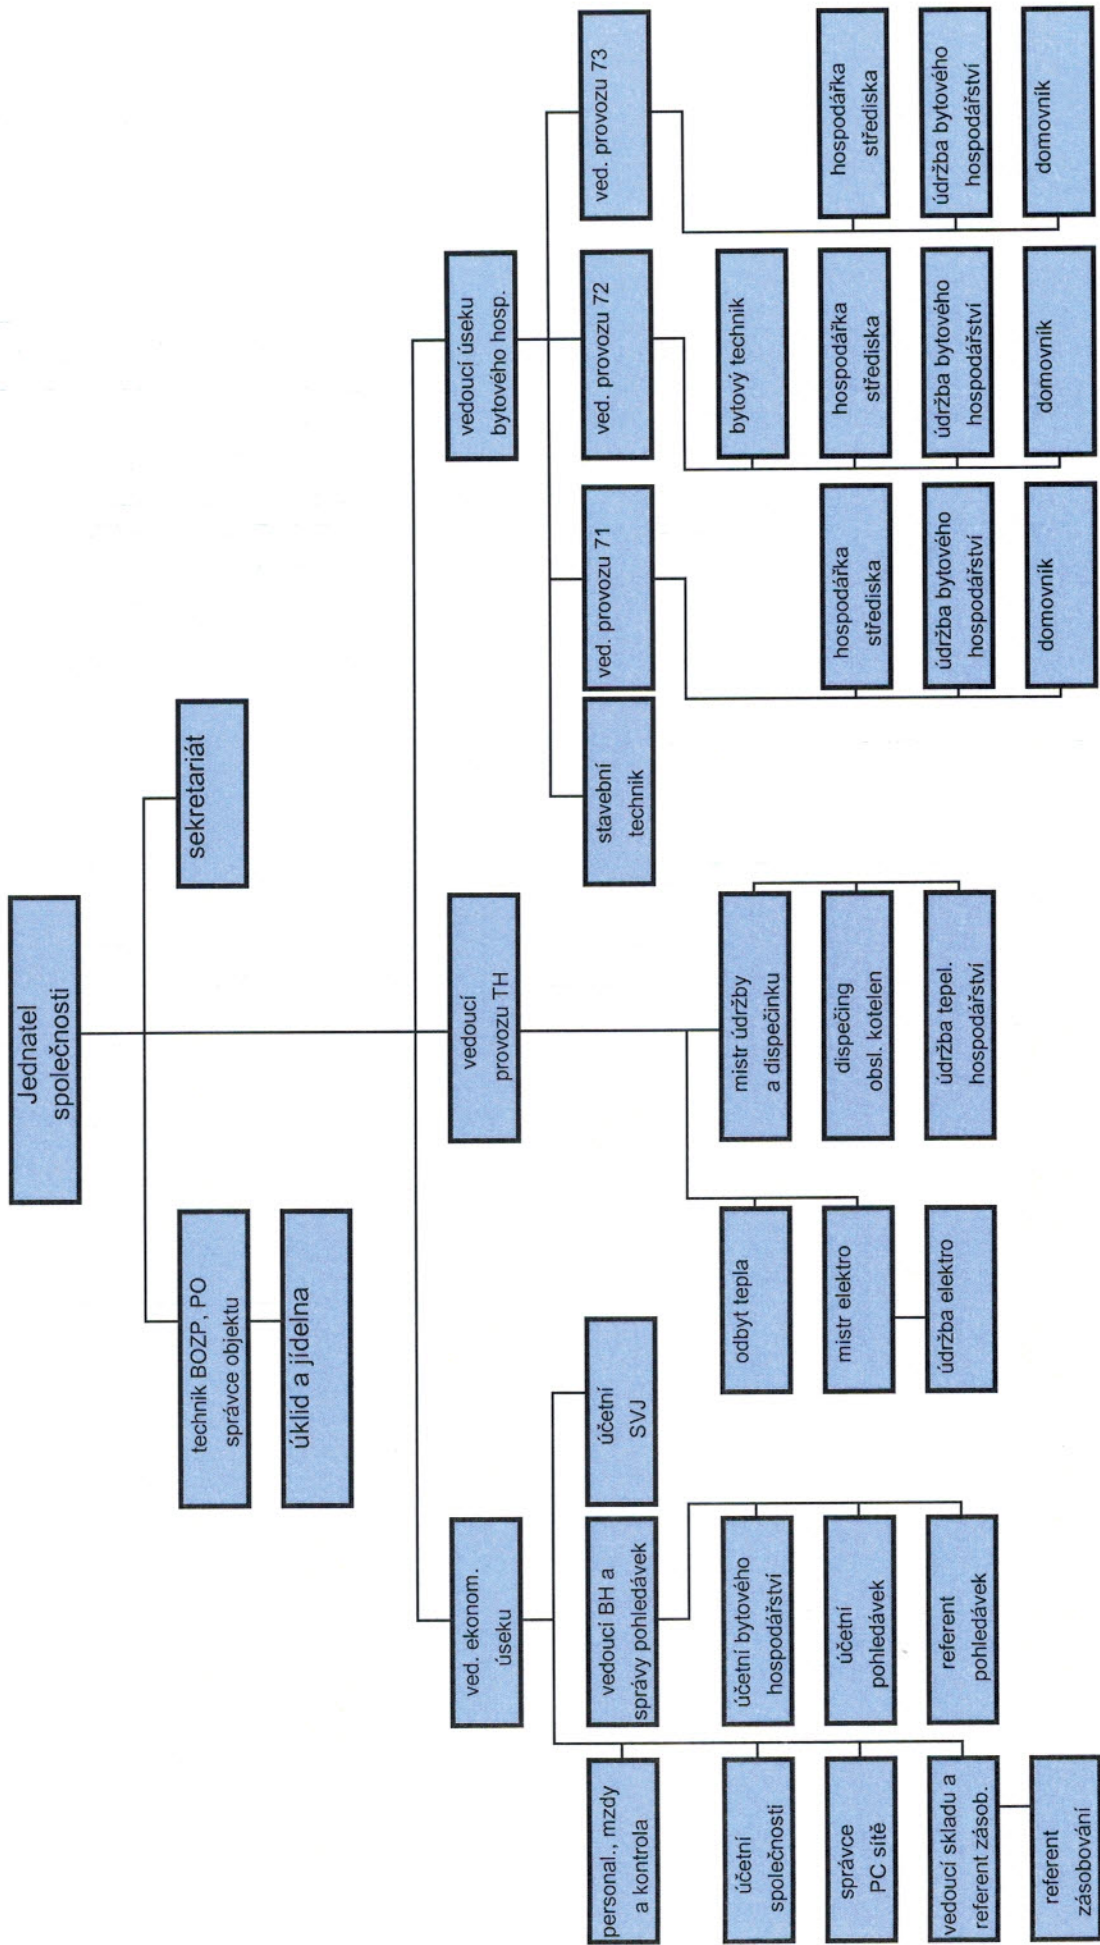 Jednatel
společnosti
technik BOZP, PO
správce objektu
sekretariát
úklid a jídelna
ved. ekonom.
úseku
vedoucí
provozu TH
vedoucí úseku
bytového hosp.
personal., mzdy
a kontrola
vedoucí BH a
správy pohledávek
účetní
SVJ
stavební
technik
ved. provozu 71
ved. provozu 72
ved. provozu 73
účetní
společnosti
účetní bytového
hospodářství
odbyt tepla
mistr údržby
a dispečinku
bytový technik
správce
PC sítě
účetní
pohledávek
mistr elektro
dispečing
obsl. kotelen
hospodářka
střediska
hospodářka
střediska
hospodářka
střediska
vedoucí skladu a
referent zásob.
referent
pohledávek
údržba elektro
údržba tepel.
hospodářství
údržba bytového
hospodářství
údržba bytového
hospodářství
údržba bytového
hospodářství
referent
zásobování
domovník
domovník
domovník